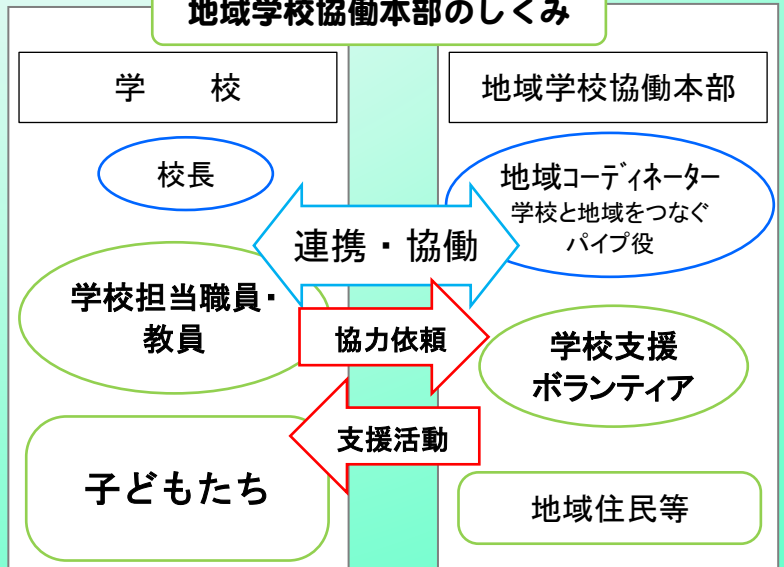 地域学校協働本部のしくみ
学　　校
地域学校協働本部
校長
地域コーディネーター
学校と地域をつなぐ
パイプ役
連携・協働
学校担当職員・
教員
協力依頼
学校支援
ボランティア
支援活動
子どもたち
地域住民等